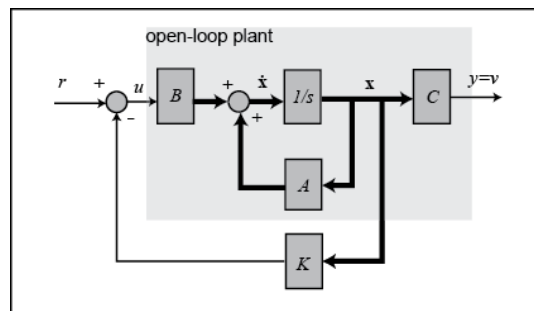 open-loop plant
r + - u B + + ẋ 1/s x C y=v
A
K